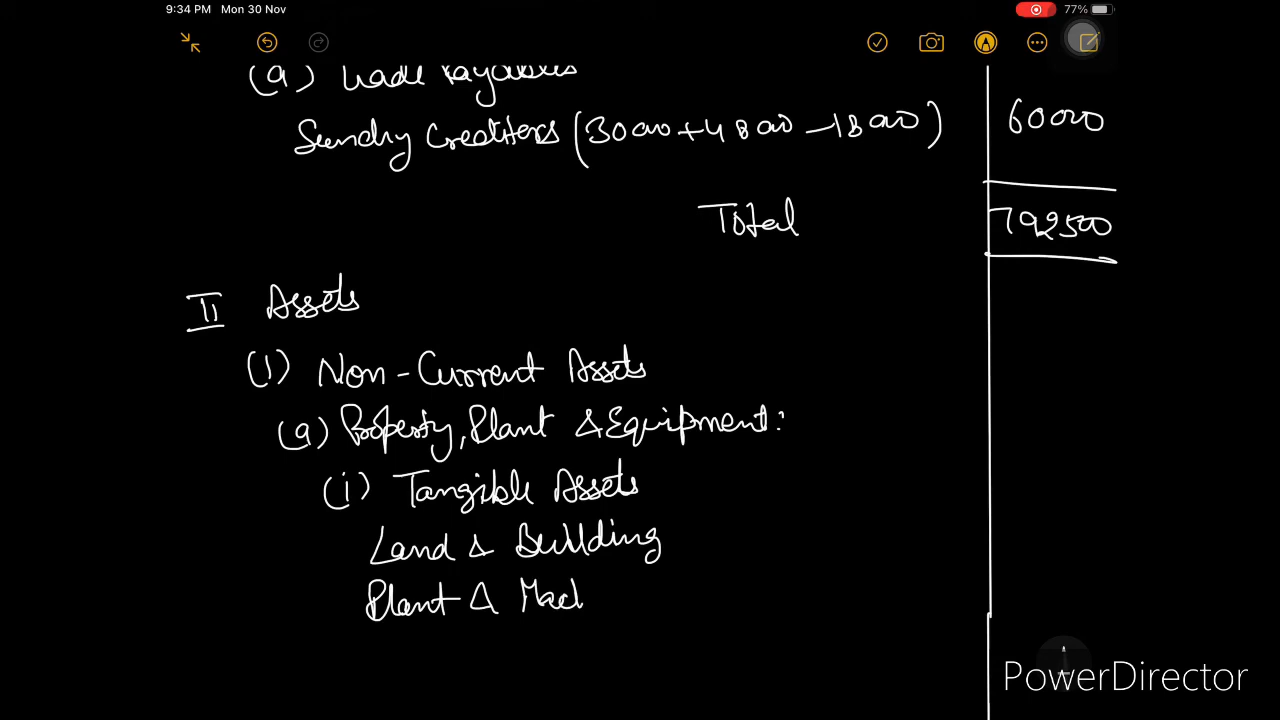 9:34 PM Mon 30 Nov 77%
(a) Trade Payables
Sundry Creditors (30000+48000-18000) 60000
Total 792500
II Assets
(1) Non-Current Assets
(a) Property, Plant & Equipment:
(i) Tangible Assets
Land & Building
Plant & Mach
PowerDirector